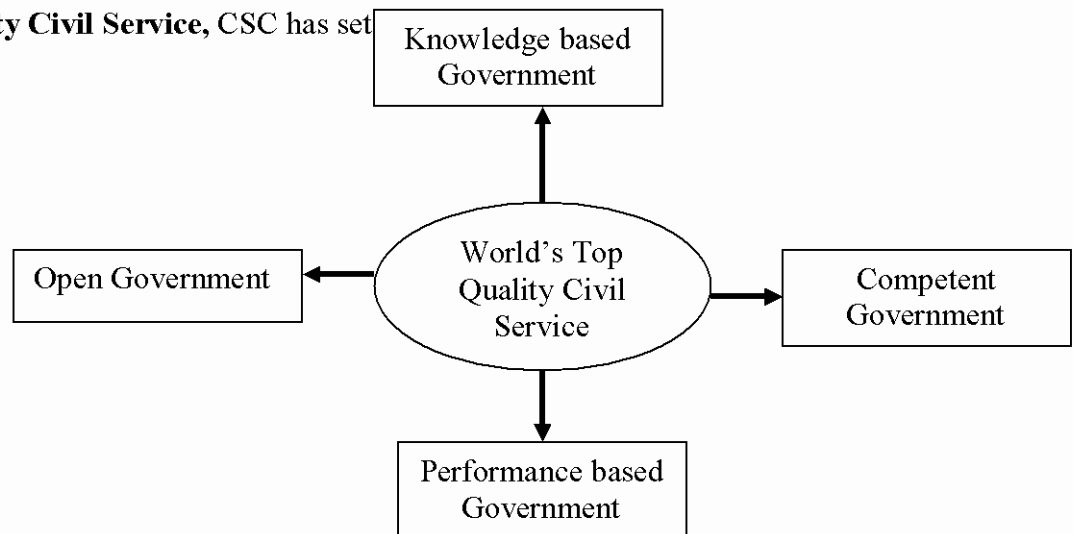 ty Civil Service, CSC has set
Knowledge based
Government
World's Top
Quality Civil
Service
Open Government
Competent
Government
Performance based
Government